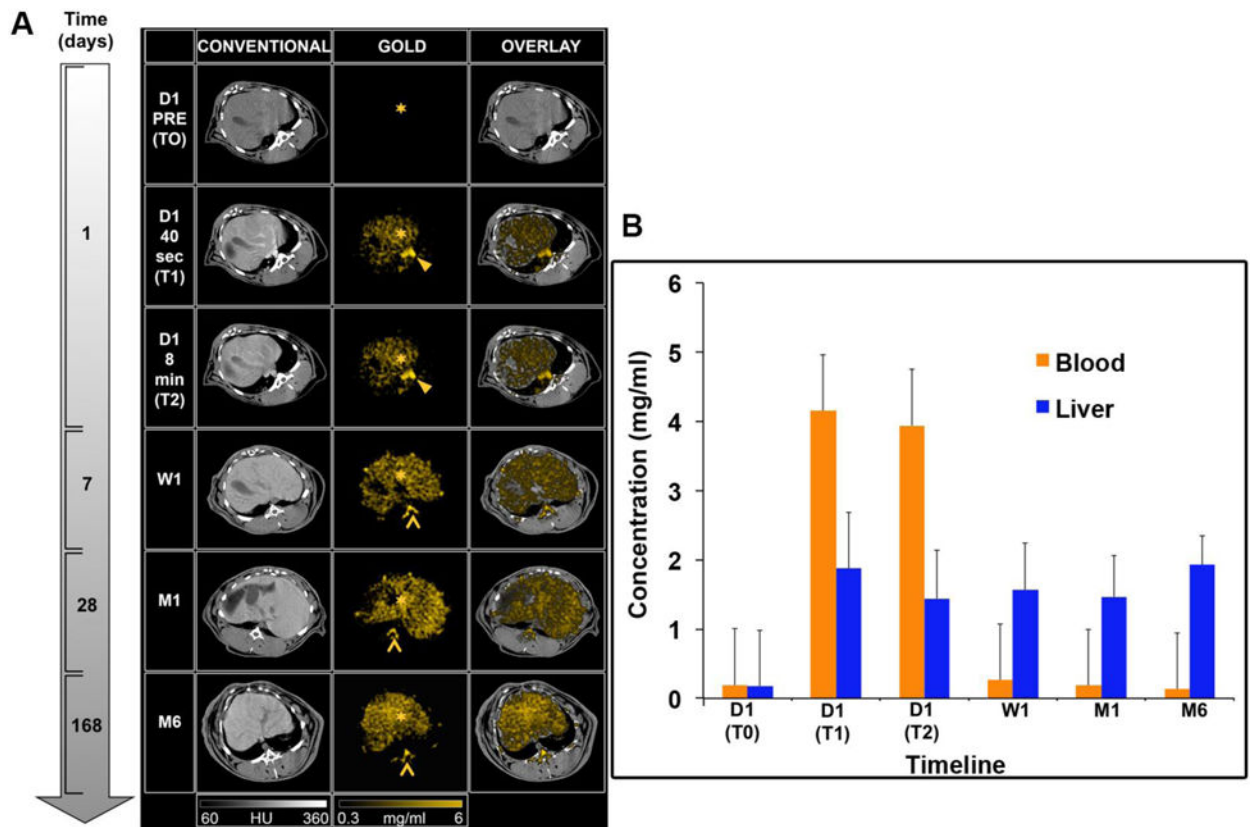 A
Time
(days)
1
7
28
168
CONVENTIONAL GOLD OVERLAY
D1
PRE
(TO)
D1
40
sec
(T1)
D1
8
min
(T2)
W1
M1
M6
60 HU 360
0.3 mg/ml 6
B
Concentration (mg/ml)
6
5
4
3
2
1
0
Blood
Liver
D1 D1 D1 W1 M1 M6
(T0) (T1) (T2)
Timeline